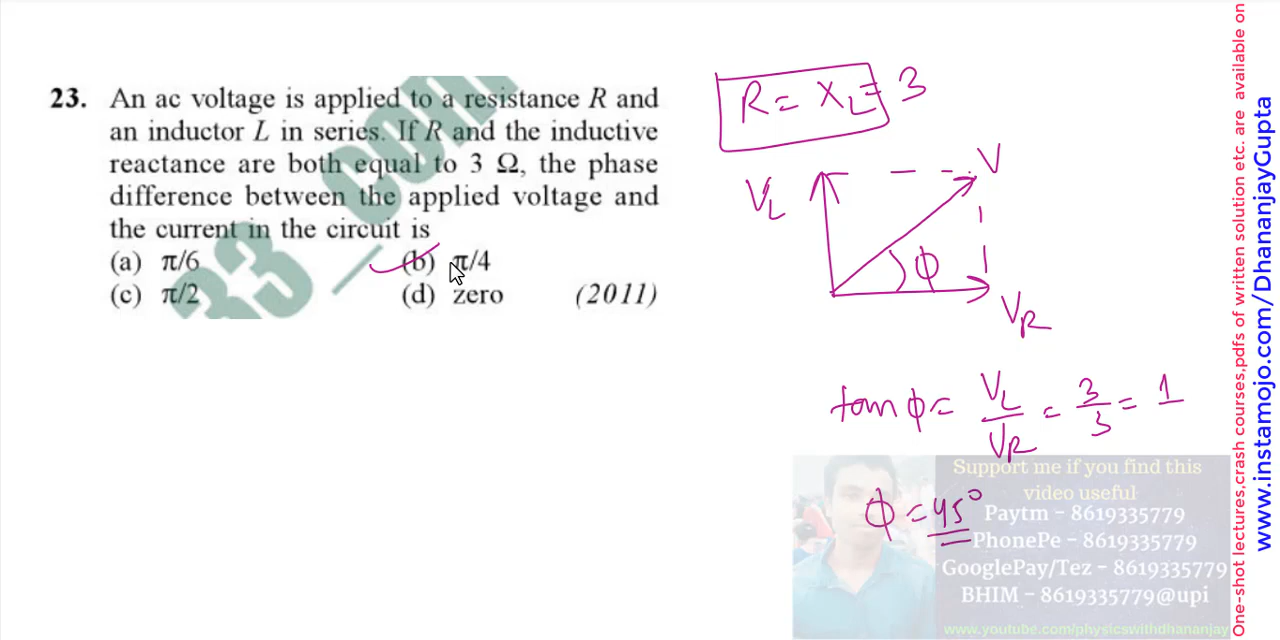 23. An ac voltage is applied to a resistance R and
an inductor L in series. If R and the inductive
reactance are both equal to 3 Ω, the phase
difference between the applied voltage and
the current in the circuit is
(a) π/6 (b) π/4
(c) π/2 (d) zero (2011)
R = X_L = 3
V_L
V
φ
V_R
tan φ = V_L/V_R = 3/3 = 1
φ = 45°
Support me if you find this
video useful
Paytm - 8619335779
PhonePe - 8619335779
GooglePay/Tez - 8619335779
BHIM - 8619335779@upi
www.youtube.com/physicswithdhananjay
One-shot lectures,crash courses,pdfs of written solution etc. are available on
www.instamojo.com/DhananjayGupta